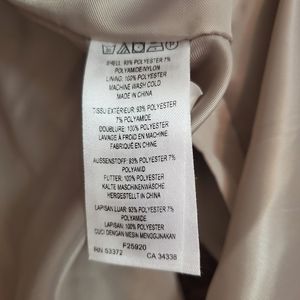 SHELL: 93% POLYESTER 7%
POLYAMIDE/NYLON
LINING: 100% POLYESTER
MACHINE WASH COLD
MADE IN CHINA
TISSU EXTÉRIEUR: 93% POLYESTER
7% POLYAMIDE
DOUBLURE: 100% POLYESTER
LAVAGE À FROID EN MACHINE
FABRIQUÉ EN CHINE
AUSSENSTOFF: 93% POLYESTER 7%
POLYAMID
FUTTER: 100% POLYESTER
KALTE MASCHINENWÄSCHE
HERGESTELLT IN CHINA
LAPISAN LUAR: 93% POLYESTER 7%
POLYAMIDE
LAPISAN: 100% POLYESTER
CUCI DENGAN MESIN MENGGUNAKAN
F25920
RN 53372 CA 34338